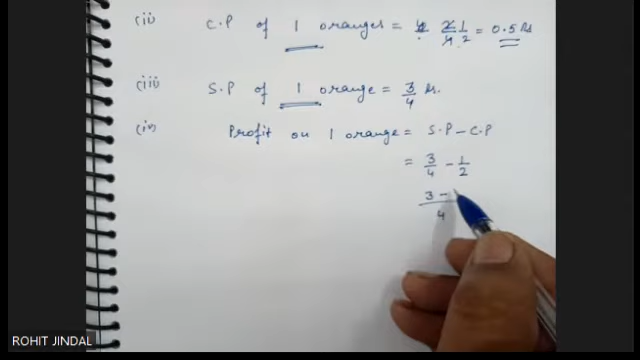 (ii) C.P of 1 oranges = 2/4 1/2 = 0.5 Rs
(iii) S.P of 1 orange = 3/4 Rs.
(iv) Profit on 1 orange = S.P - C.P
= 3/4 - 1/2
3 - / 4
ROHIT JINDAL